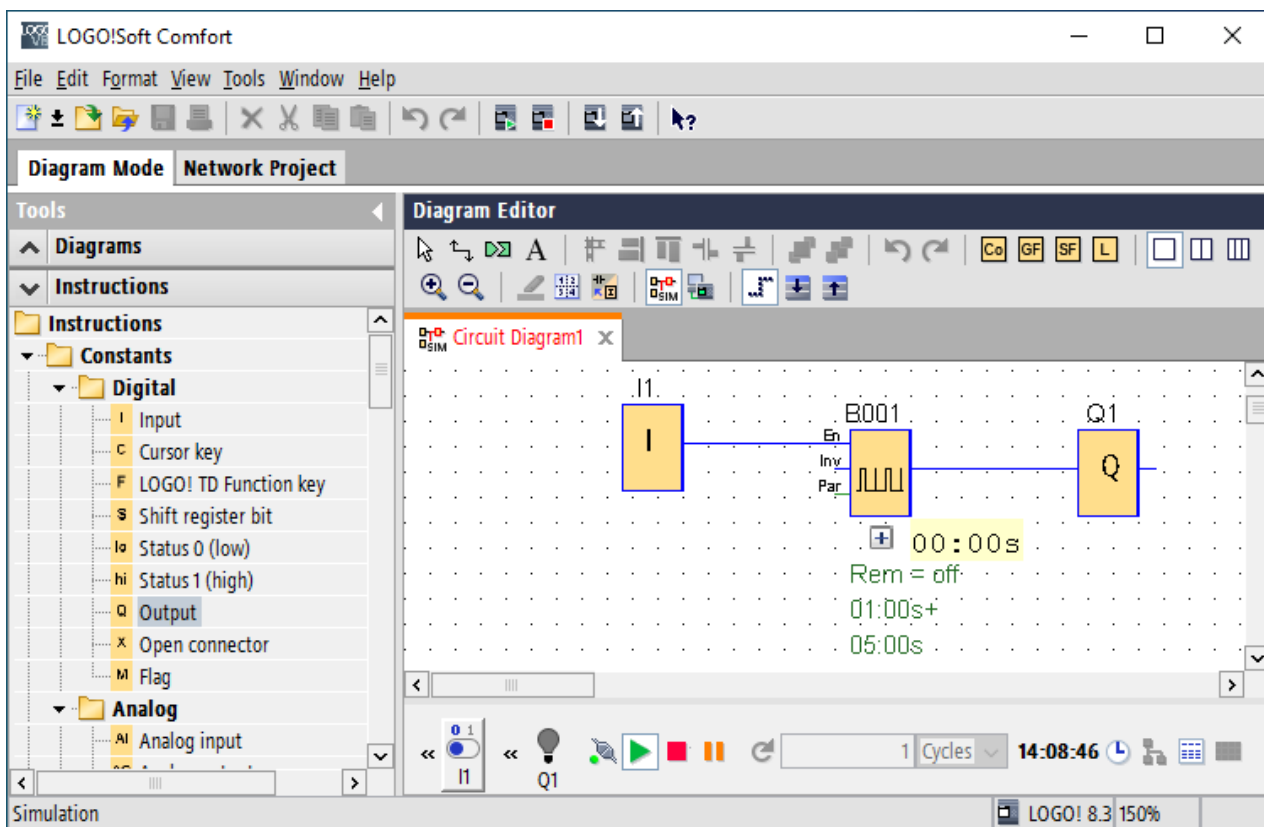 LOGO!Soft Comfort
File Edit Format View Tools Window Help
Diagram Mode Network Project
Tools
Diagrams
Instructions
Instructions
Constants
Digital
I Input
C Cursor key
F LOGO! TD Function key
S Shift register bit
lo Status 0 (low)
hi Status 1 (high)
Q Output
X Open connector
M Flag
Analog
AI Analog input
Diagram Editor
A Co GF SF L
SIM
SIM Circuit Diagram1
I1
I
B001
En
Inv
Par
Q1
Q
00:00s
Rem = off
01:00s+
05:00s
« 0 1 « 1 Cycles 14:08:46
I1 Q1
Simulation LOGO! 8.3 150%